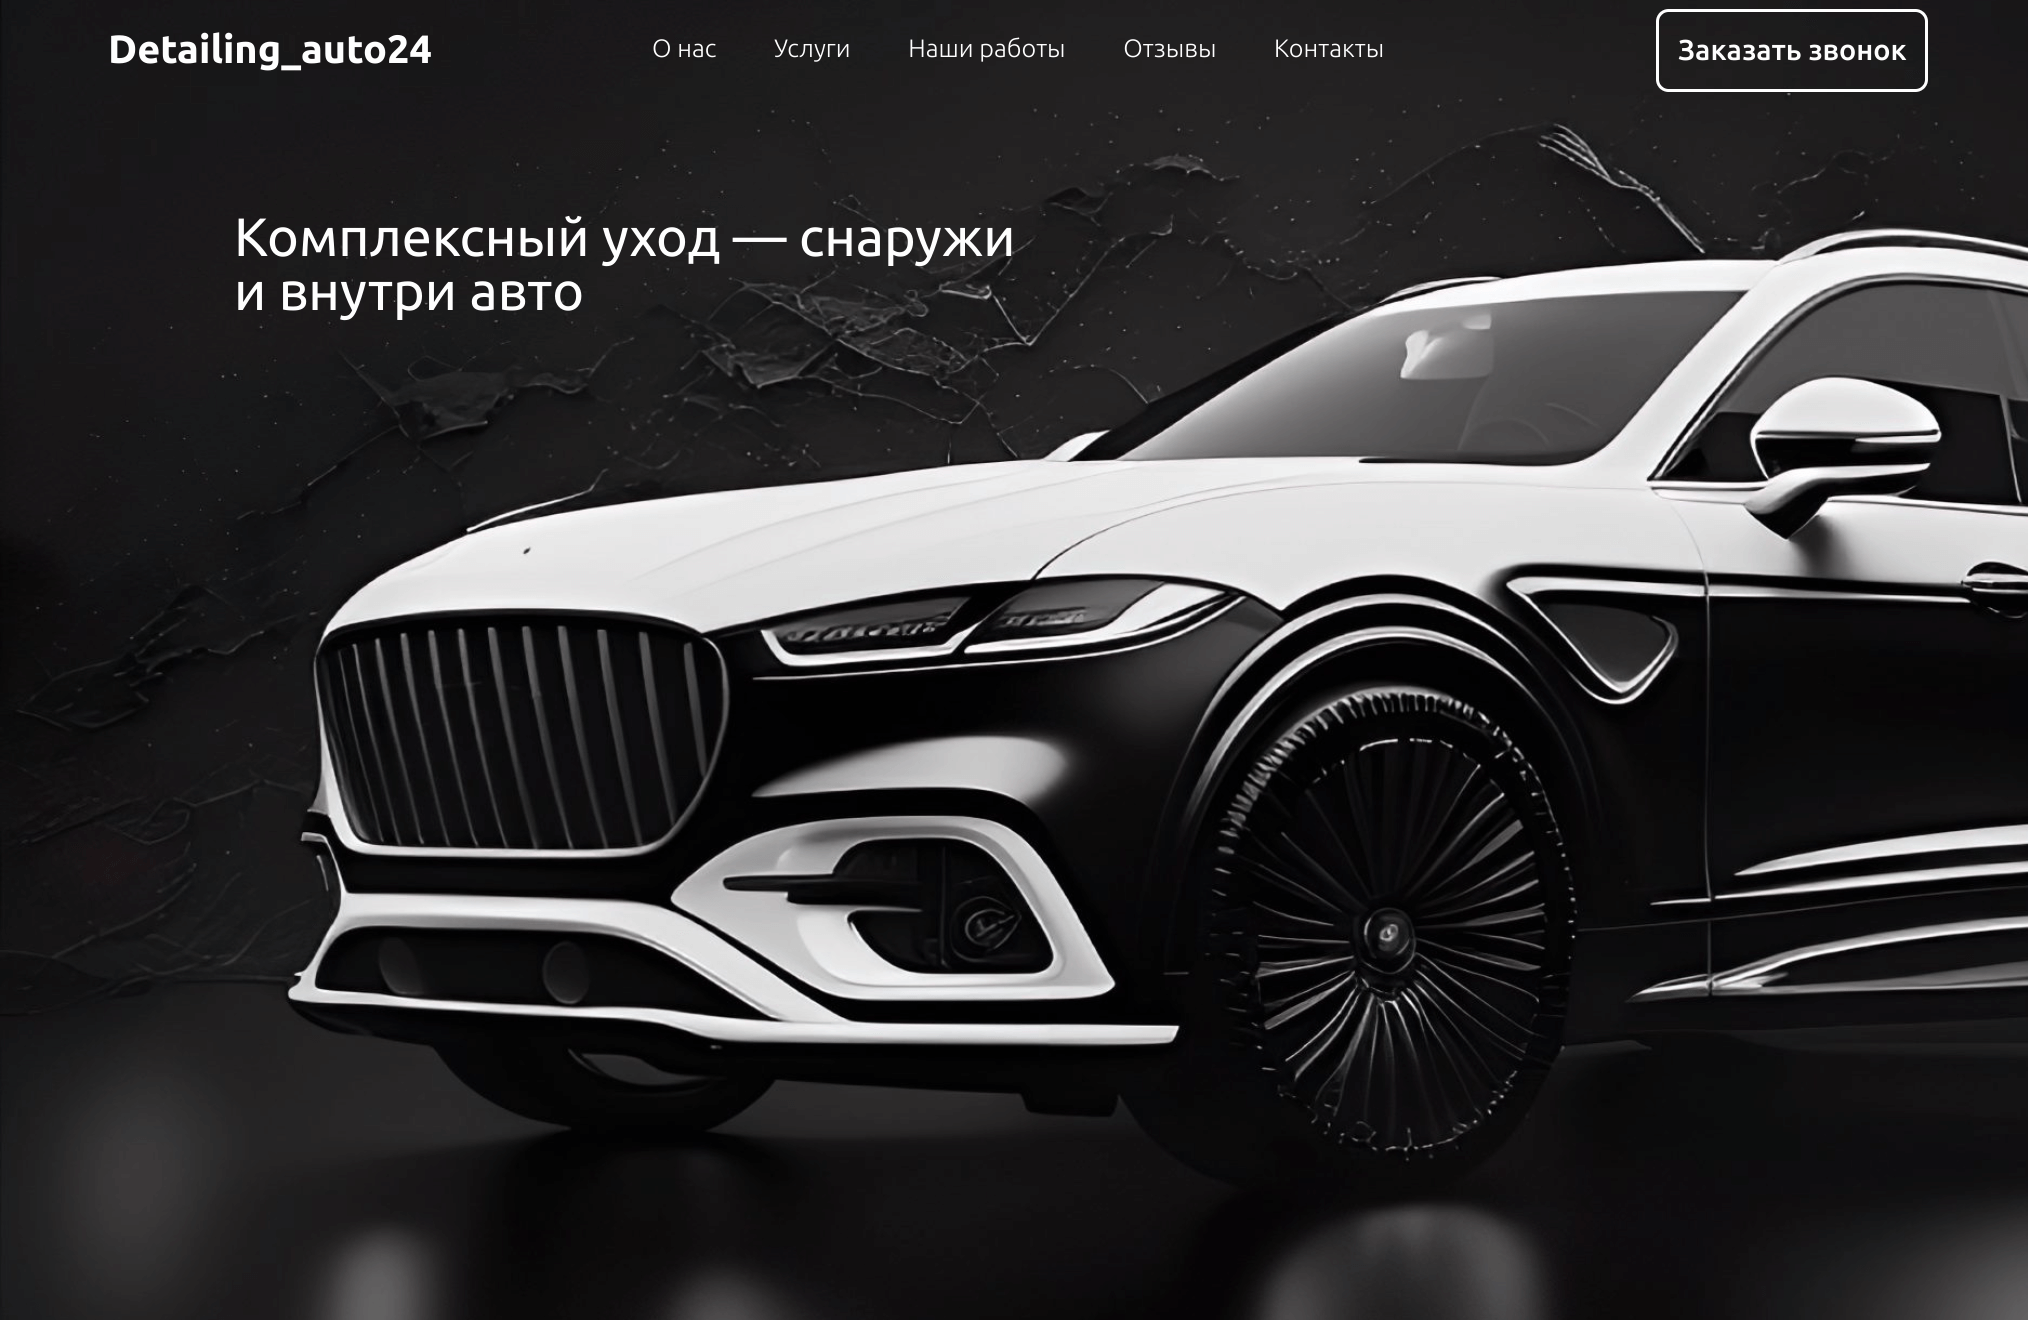 Detailing_auto24
О нас
Услуги
Наши работы
Отзывы
Контакты
Заказать звонок
Комплексный уход — снаружи
и внутри авто